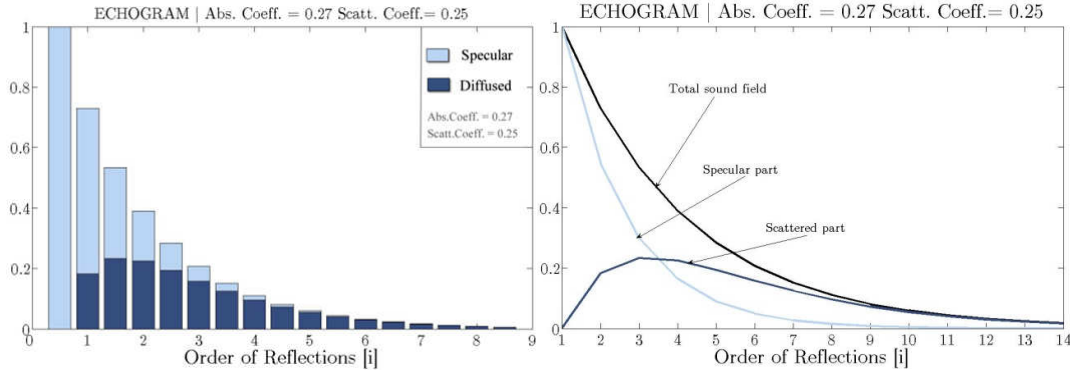 ECHOGRAM | Abs. Coeff. = 0.27 Scatt. Coeff.= 0.25
1
0.8
0.6
0.4
0.2
0
Specular
Diffused
Abs.Coeff. = 0.27
Scatt.Coeff. = 0.25
0 1 2 3 4 5 6 7 8 9
Order of Reflections [i]
ECHOGRAM | Abs. Coeff. = 0.27 Scatt. Coeff.= 0.25
1
0.8
0.6
0.4
0.2
0
Total sound field
Specular part
Scattered part
1 2 3 4 5 6 7 8 9 10 11 12 13 14
Order of Reflections [i]